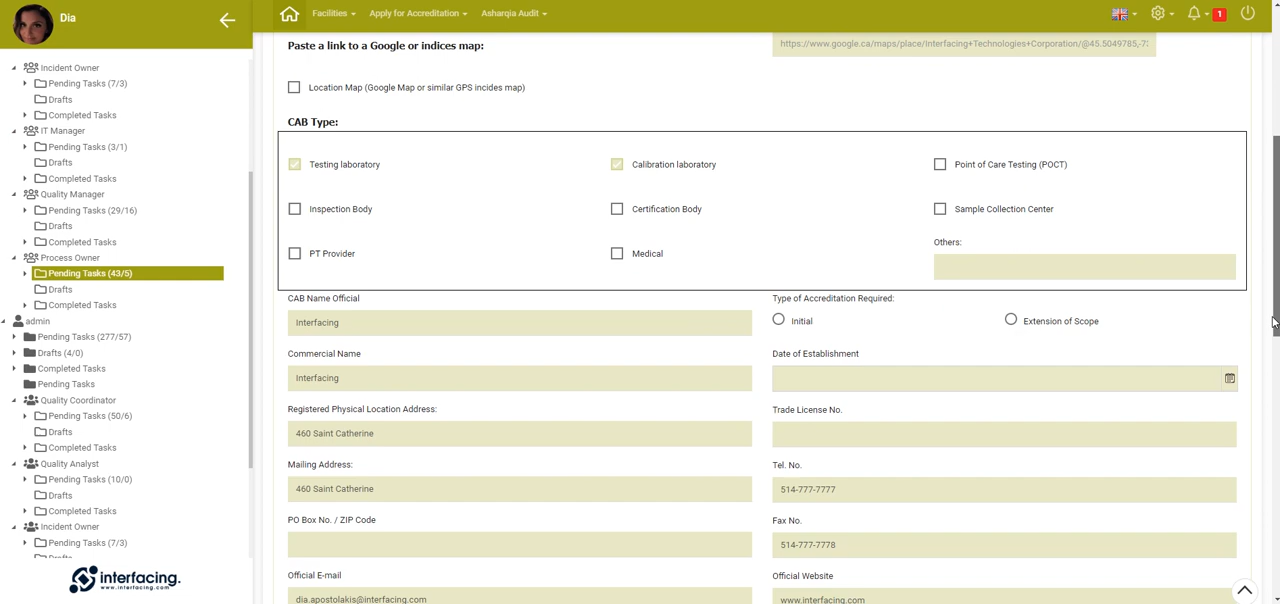 Dia
Facilities
Apply for Accreditation
Asharqia Audit
1
Incident Owner
Pending Tasks (7/3)
Drafts
Completed Tasks
IT Manager
Pending Tasks (3/1)
Drafts
Completed Tasks
Quality Manager
Pending Tasks (29/16)
Drafts
Completed Tasks
Process Owner
Pending Tasks (43/5)
Drafts
Completed Tasks
admin
Pending Tasks (277/57)
Drafts (4/0)
Completed Tasks
Pending Tasks
Quality Coordinator
Pending Tasks (50/6)
Drafts
Completed Tasks
Quality Analyst
Pending Tasks (10/0)
Drafts
Completed Tasks
Incident Owner
Pending Tasks (7/3)
Drafts
interfacing.
www.interfacing.com
Paste a link to a Google or indices map:
https://www.google.ca/maps/place/Interfacing+Technologies+Corporation/@45.5049785,-7
Location Map (Google Map or similar GPS incides map)
CAB Type:
Testing laboratory
Calibration laboratory
Point of Care Testing (POCT)
Inspection Body
Certification Body
Sample Collection Center
PT Provider
Medical
Others:
CAB Name Official
Interfacing
Type of Accreditation Required:
Initial
Extension of Scope
Commercial Name
Interfacing
Date of Establishment
Registered Physical Location Address:
460 Saint Catherine
Trade License No.
Mailing Address:
460 Saint Catherine
Tel. No.
514-777-7777
PO Box No. / ZIP Code
Fax No.
514-777-7778
Official E-mail
dia.apostolakis@interfacing.com
Official Website
www.interfacing.com